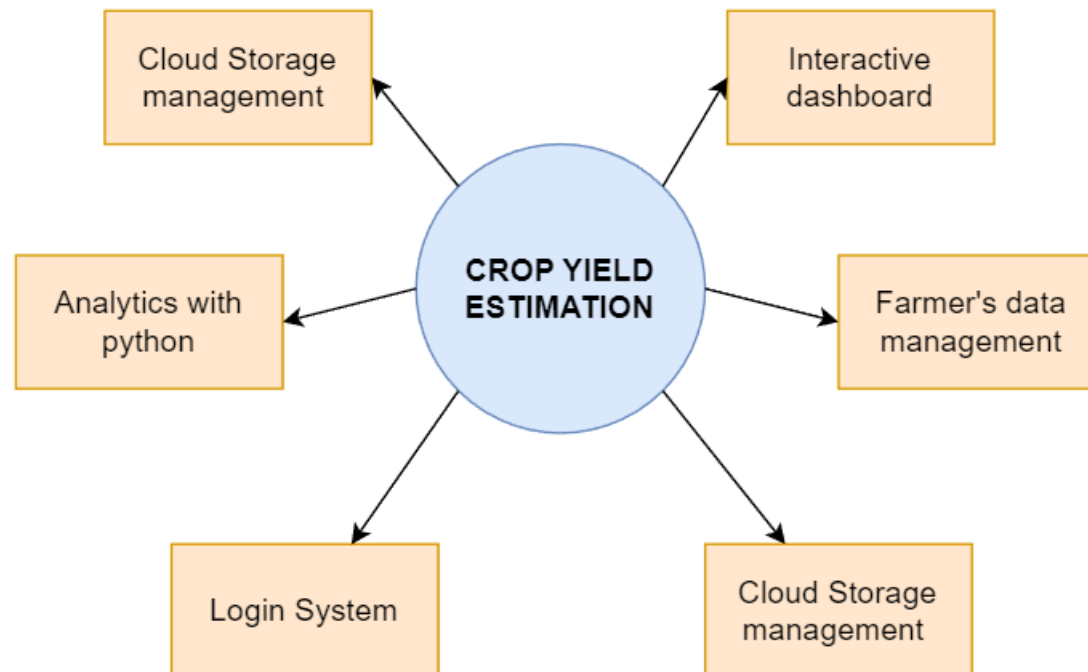 Cloud Storage
management
Interactive
dashboard
CROP YIELD
ESTIMATION
Analytics with
python
Farmer's data
management
Login System
Cloud Storage
management